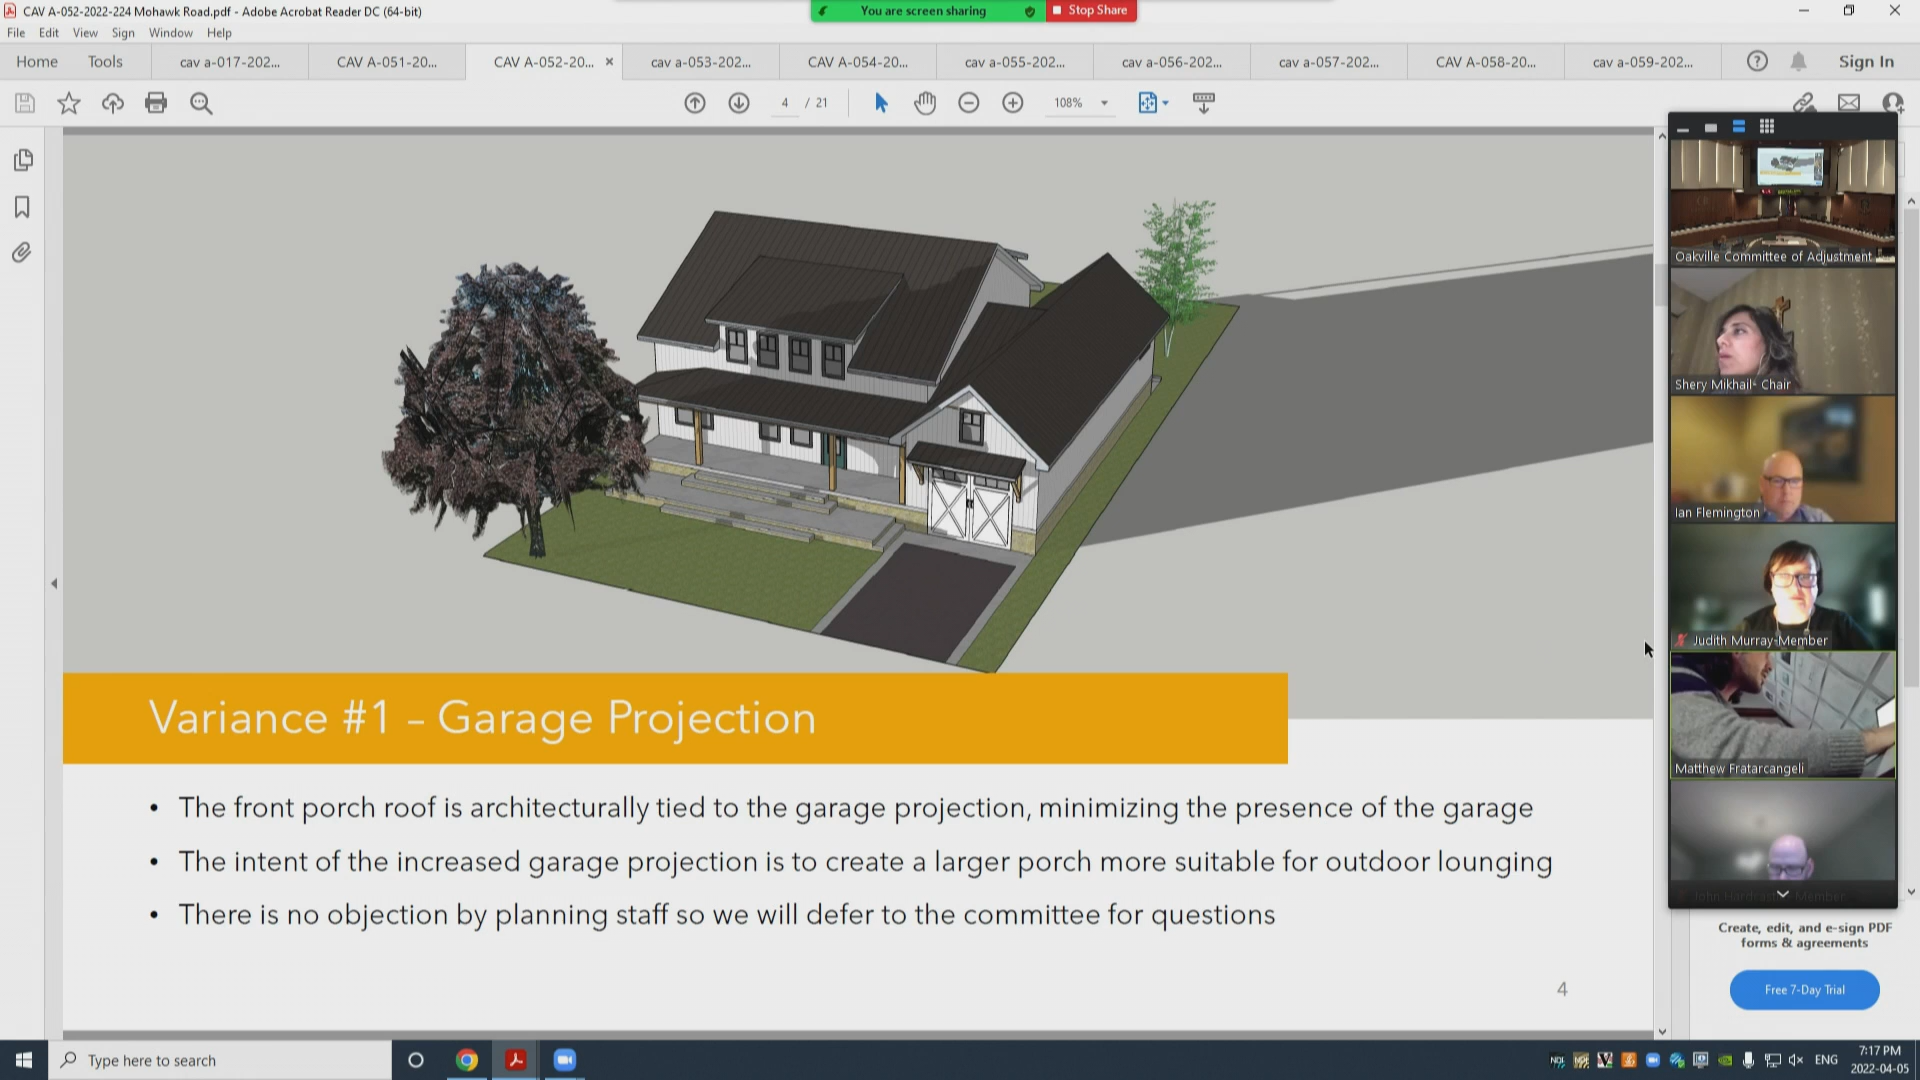 CAV A-052-2022-224 Mohawk Road.pdf - Adobe Acrobat Reader DC (64-bit)
You are screen sharing
Stop Share
File Edit View Sign Window Help
Home Tools cav a-017-202... CAV A-051-20... CAV A-052-20... × cav a-053-202... CAV A-054-20... cav a-055-202... cav a-056-202... cav a-057-202... CAV A-058-20... cav a-059-202... Sign In
4 / 21 108%
Oakville Committee of Adjustment
Shery Mikhail- Chair
Ian Flemington
Judith Murray-Member
Matthew Fratarcangeli
John Hardcastle Member
Variance #1 – Garage Projection
• The front porch roof is architecturally tied to the garage projection, minimizing the presence of the garage
• The intent of the increased garage projection is to create a larger porch more suitable for outdoor lounging
• There is no objection by planning staff so we will defer to the committee for questions
4
Create, edit, and e-sign PDF
forms & agreements
Free 7-Day Trial
Type here to search
ENG
7:17 PM
2022-04-05